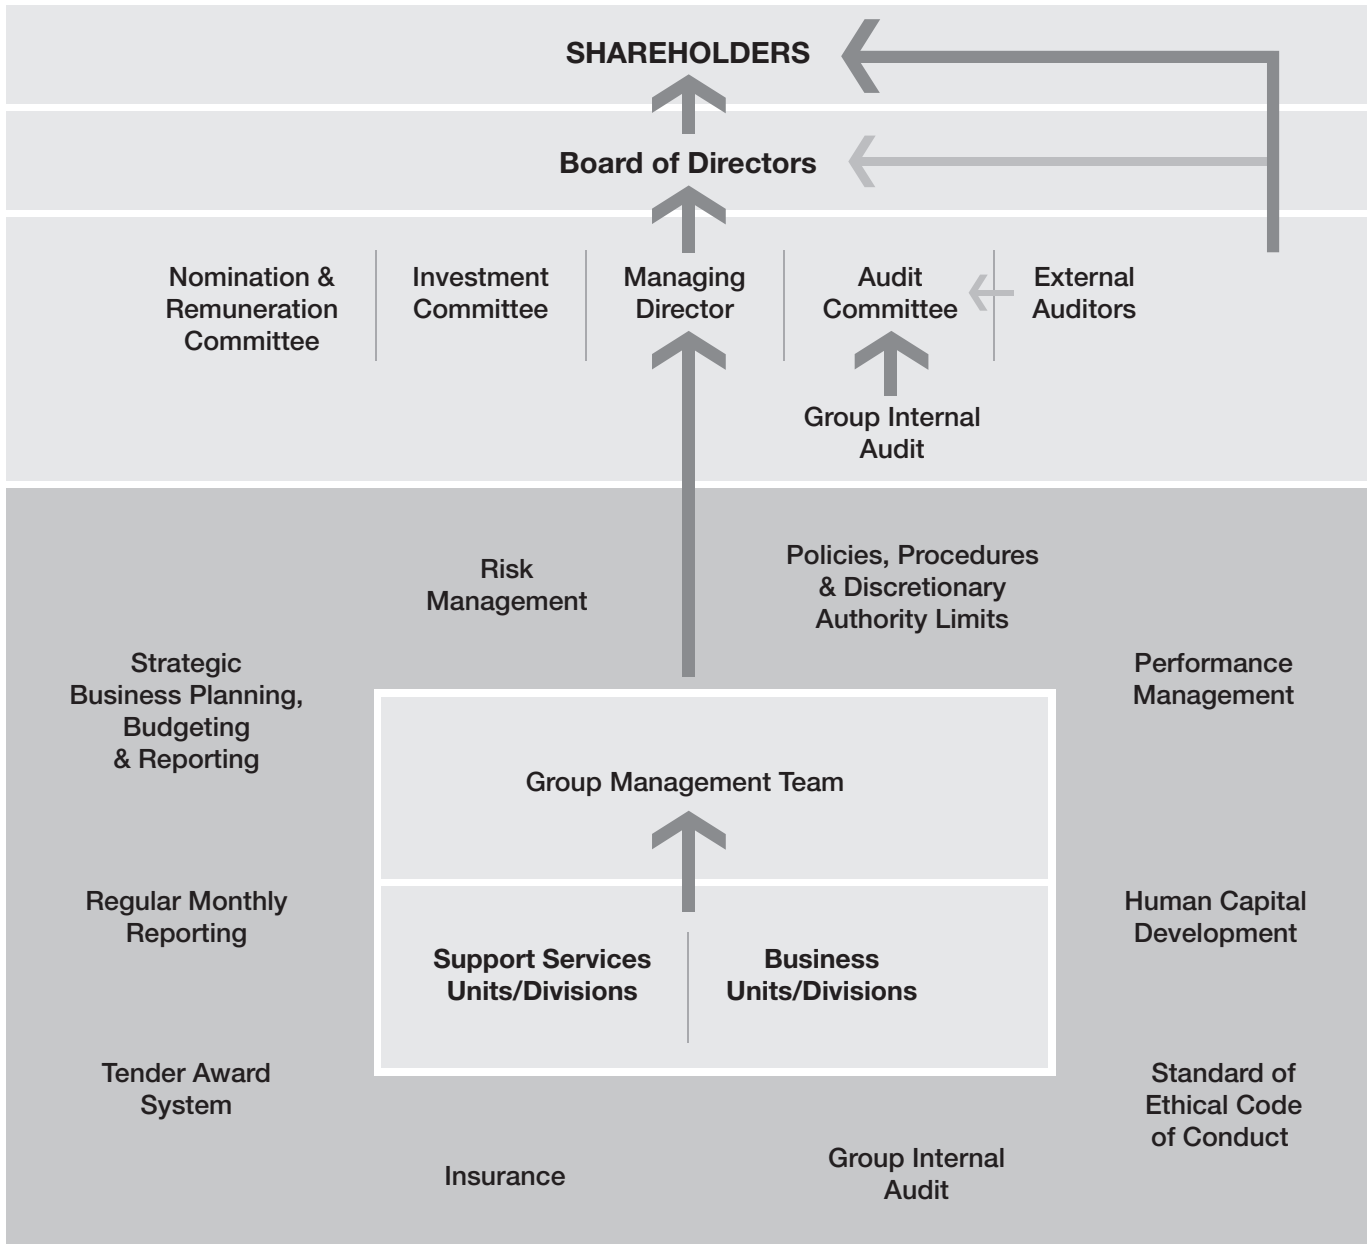 SHAREHOLDERS
Board of Directors
Nomination &
Remuneration
Committee
Investment
Committee
Managing
Director
Audit
Committee
External
Auditors
Group Internal
Audit
Risk
Management
Policies, Procedures
& Discretionary
Authority Limits
Strategic
Business Planning,
Budgeting
& Reporting
Performance
Management
Group Management Team
Regular Monthly
Reporting
Human Capital
Development
Support Services
Units/Divisions
Business
Units/Divisions
Tender Award
System
Standard of
Ethical Code
of Conduct
Insurance
Group Internal
Audit